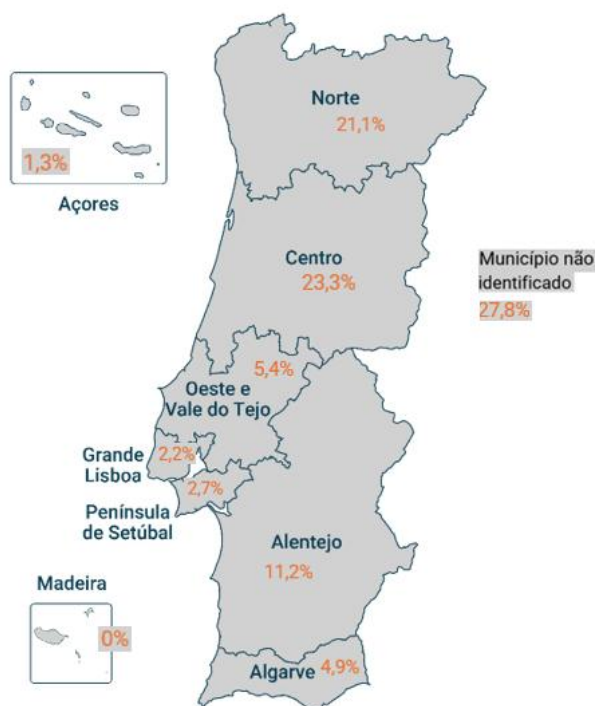 Norte
21,1%
1,3%
Açores
Centro
23,3%
Município não
identificado
27,8%
5,4%
Oeste e
Vale do Tejo
Grande
Lisboa
2,2%
2,7%
Península
de Setúbal
Alentejo
11,2%
Madeira
0%
Algarve
4,9%